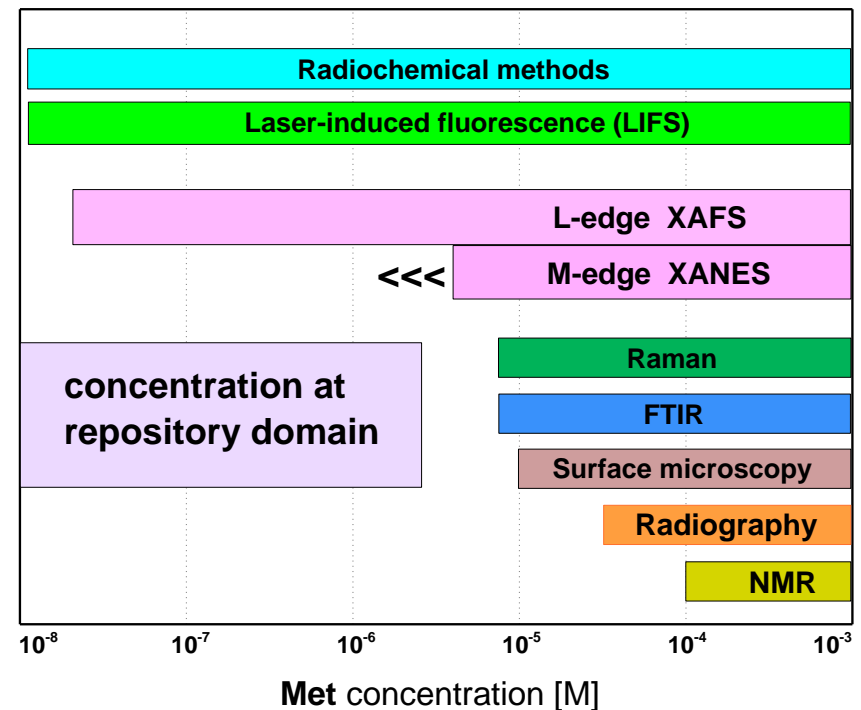 Radiochemical methods
Laser-induced fluorescence (LIFS)
L-edge XAFS
<<< M-edge XANES
concentration at
repository domain
Raman
FTIR
Surface microscopy
Radiography
NMR
10⁻⁸ 10⁻⁷ 10⁻⁶ 10⁻⁵ 10⁻⁴ 10⁻³
Met concentration [M]